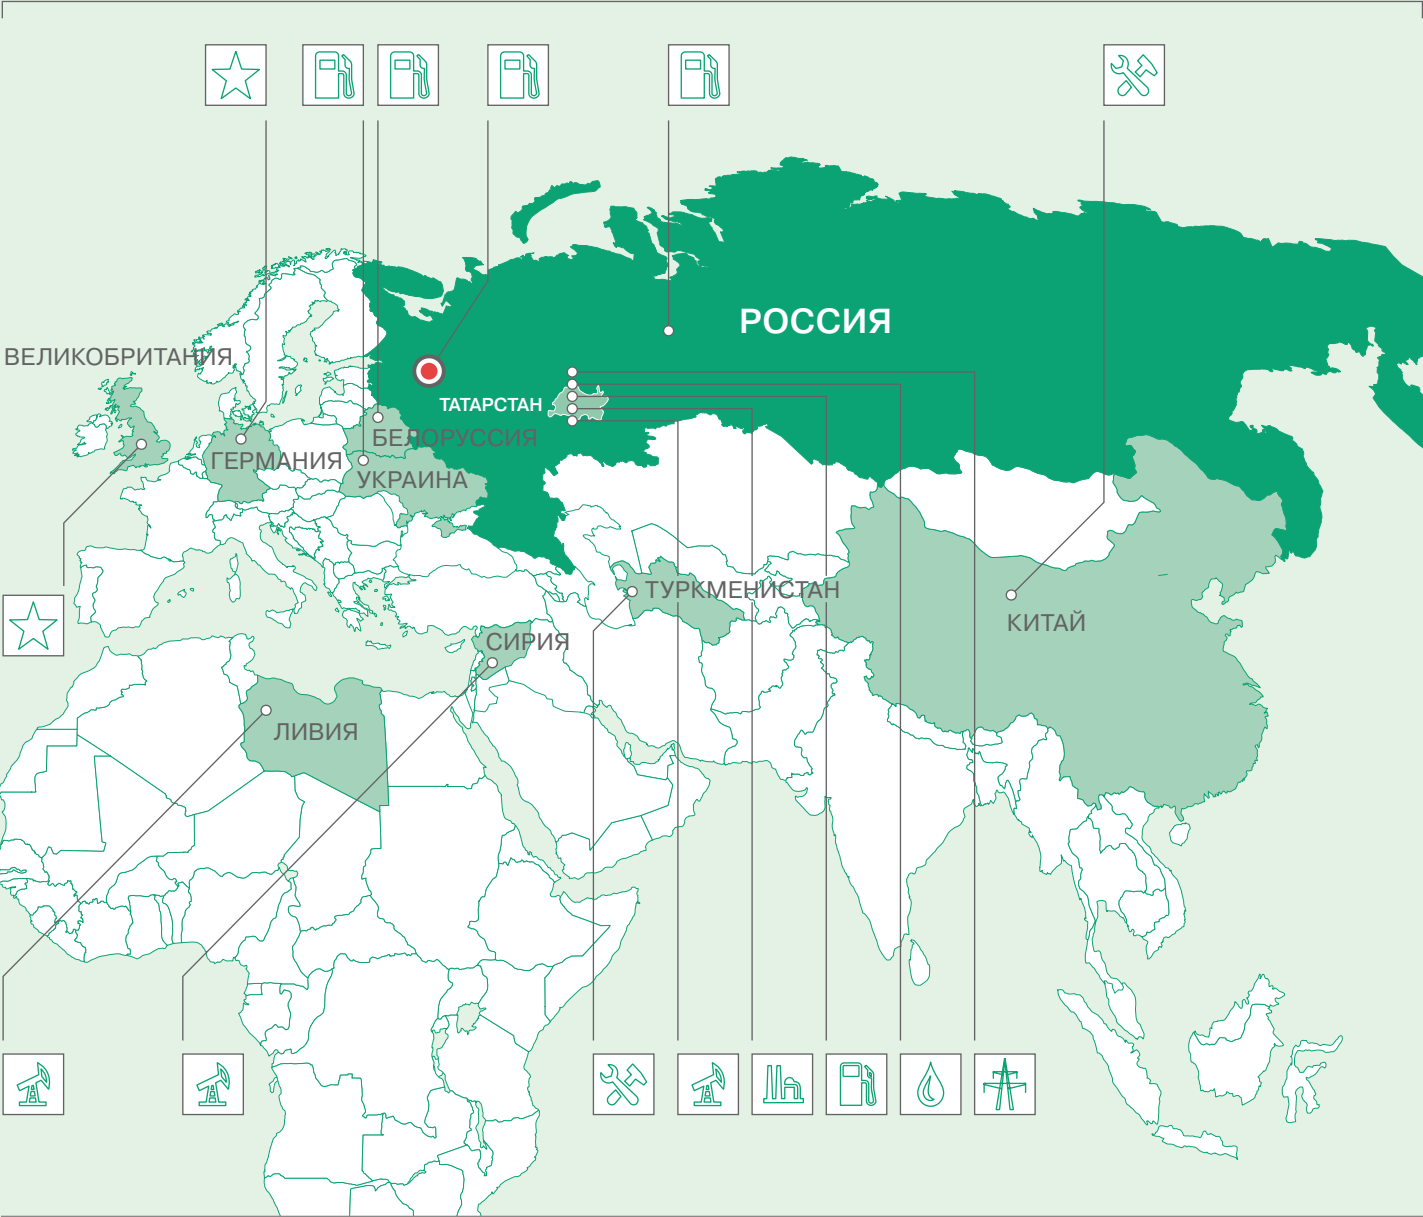 РОССИЯ
ВЕЛИКОБРИТАНИЯ
ТАТАРСТАН
БЕЛОРУССИЯ
ГЕРМАНИЯ
УКРАИНА
ТУРКМЕНИСТАН
КИТАЙ
СИРИЯ
ЛИВИЯ